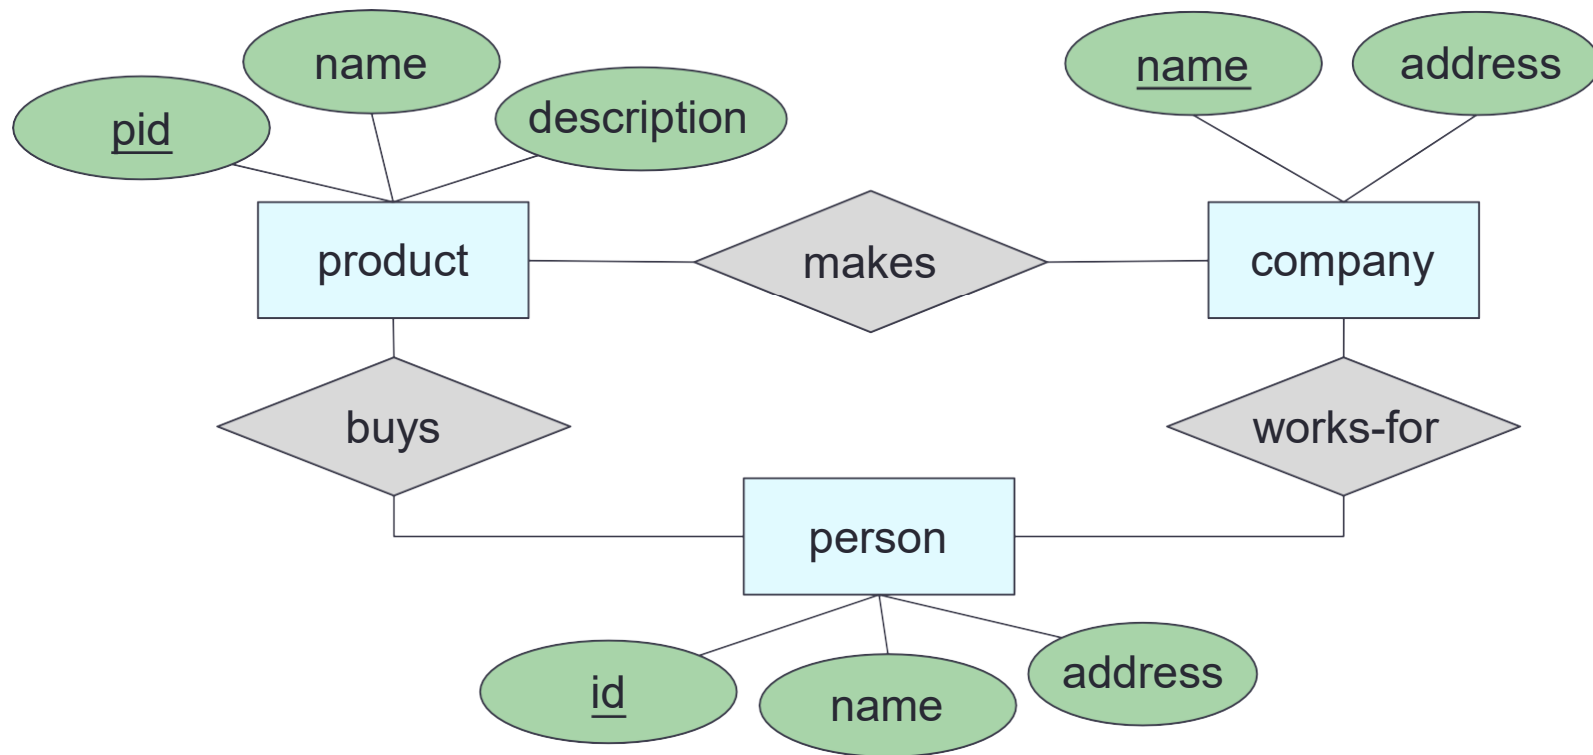 name
name
address
pid
description
product
makes
company
buys
works-for
person
id
name
address